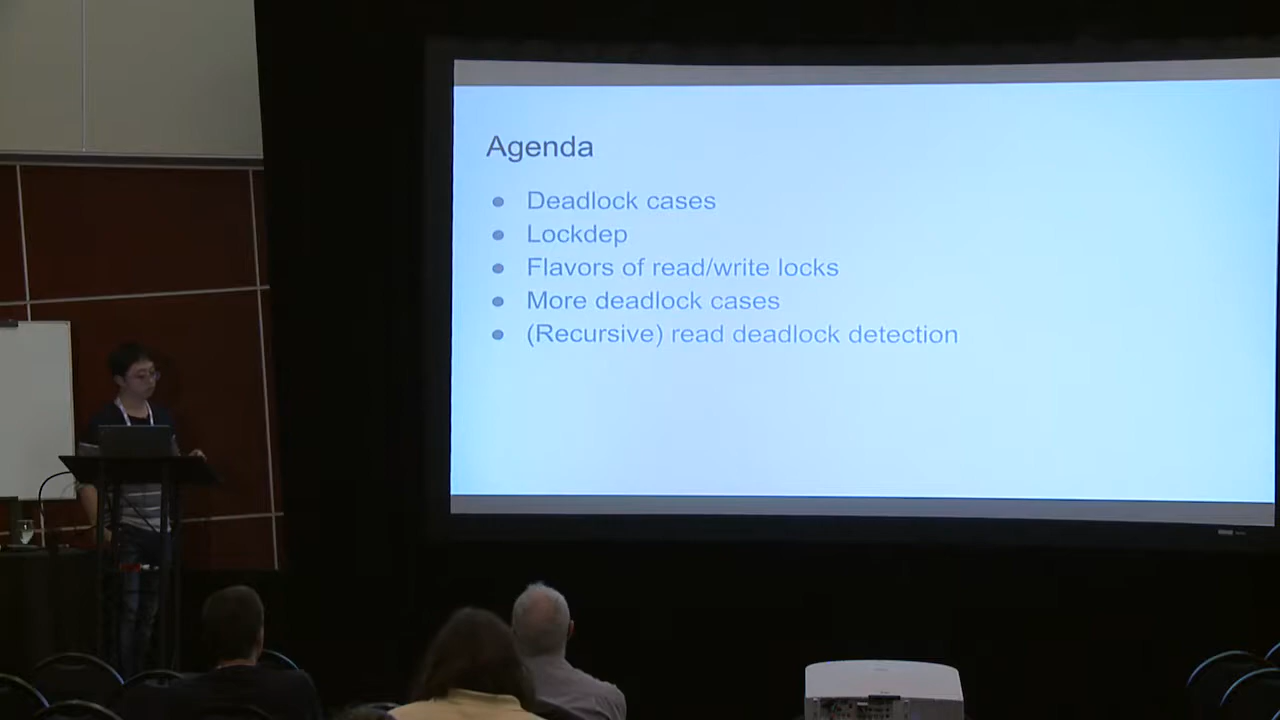 Agenda
Deadlock cases
Lockdep
Flavors of read/write locks
More deadlock cases
(Recursive) read deadlock detection